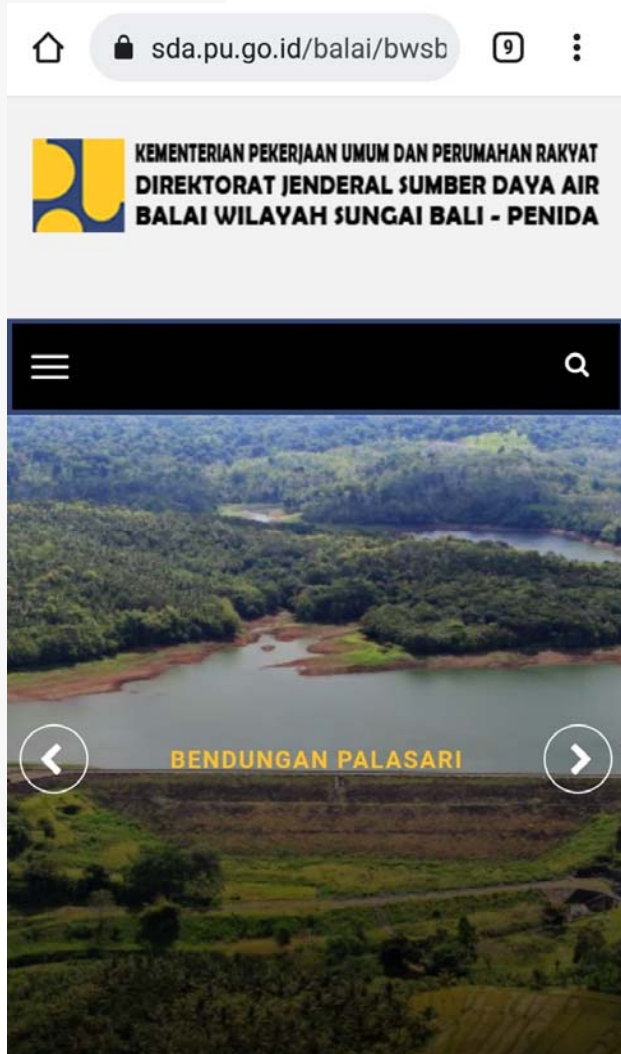 sda.pu.go.id/balai/bwsb
9
KEMENTERIAN PEKERJAAN UMUM DAN PERUMAHAN RAKYAT
DIREKTORAT JENDERAL SUMBER DAYA AIR
BALAI WILAYAH SUNGAI BALI - PENIDA
BENDUNGAN PALASARI